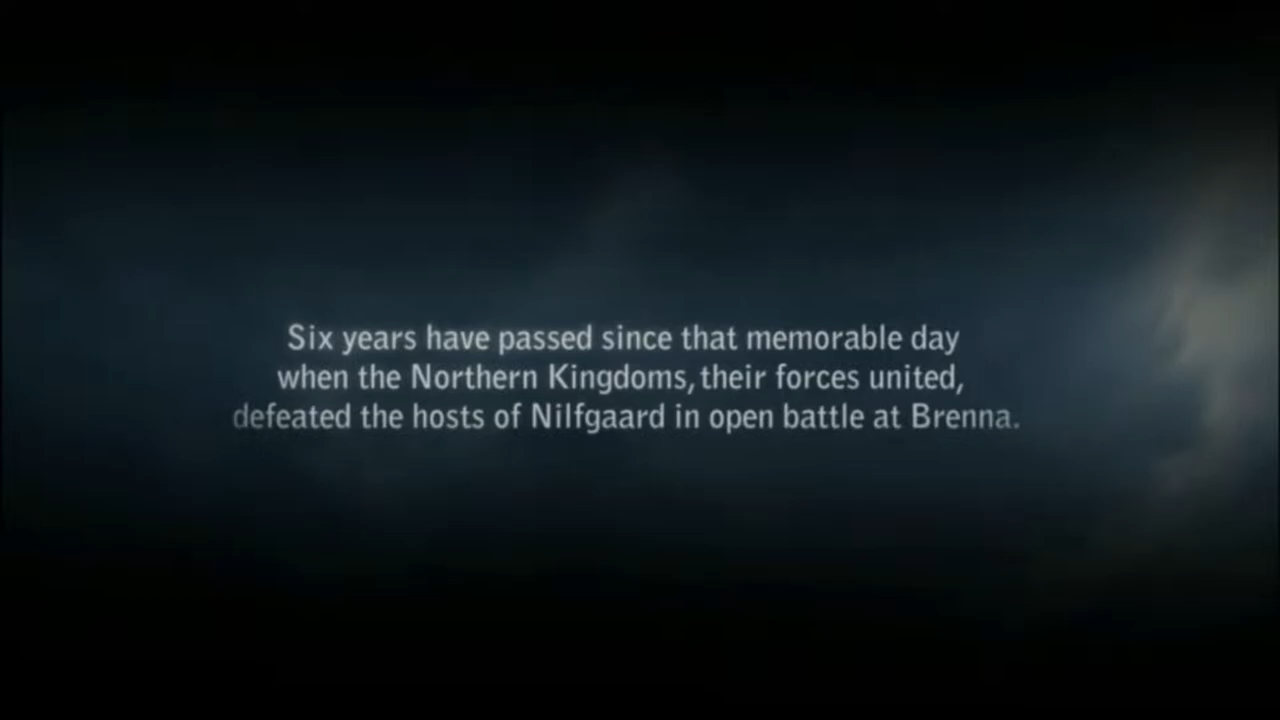 Six years have passed since that memorable day
when the Northern Kingdoms, their forces united,
defeated the hosts of Nilfgaard in open battle at Brenna.